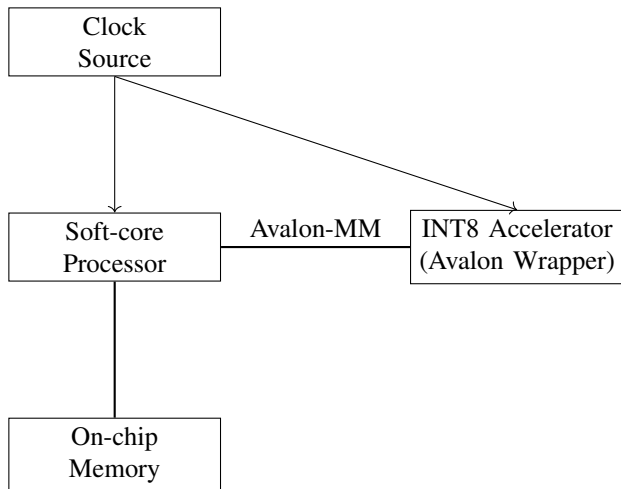 Clock
Source
Soft-core
Processor
Avalon-MM
INT8 Accelerator
(Avalon Wrapper)
On-chip
Memory